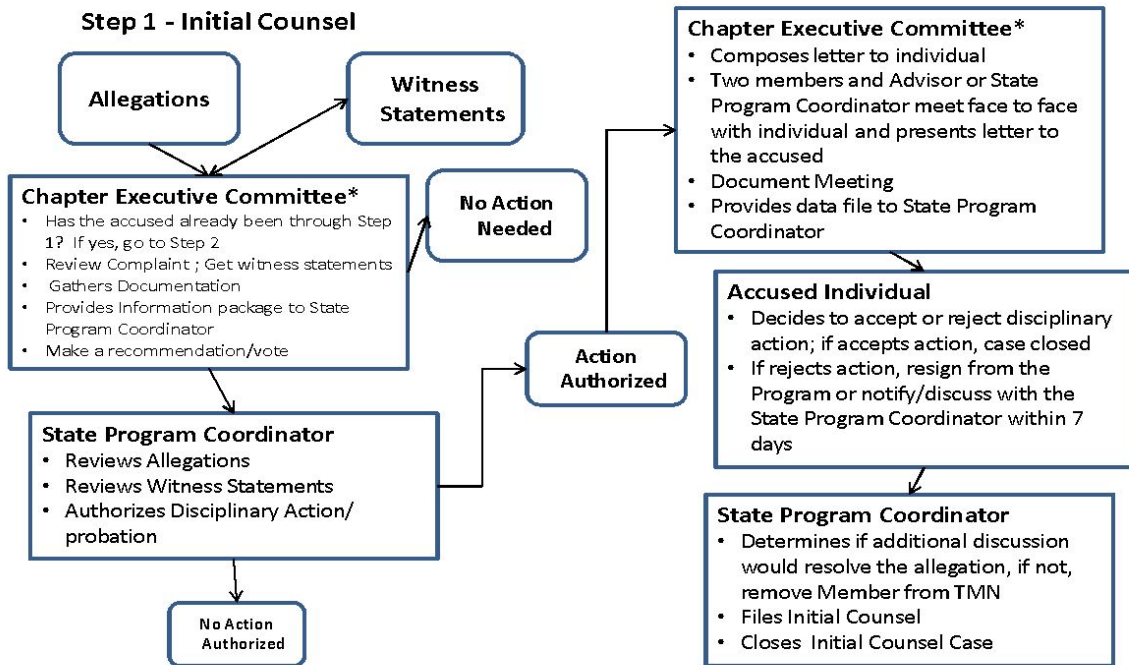 Step 1 - Initial Counsel
Allegations
Witness
Statements
Chapter Executive Committee*
• Has the accused already been through Step
1? If yes, go to Step 2
• Review Complaint ; Get witness statements
• Gathers Documentation
• Provides Information package to State
Program Coordinator
• Make a recommendation/vote
No Action
Needed
State Program Coordinator
• Reviews Allegations
• Reviews Witness Statements
• Authorizes Disciplinary Action/
probation
No Action
Authorized
Action
Authorized
Chapter Executive Committee*
• Composes letter to individual
• Two members and Advisor or State
Program Coordinator meet face to face
with individual and presents letter to
the accused
• Document Meeting
• Provides data file to State Program
Coordinator
Accused Individual
• Decides to accept or reject disciplinary
action; if accepts action, case closed
• If rejects action, resign from the
Program or notify/discuss with the
State Program Coordinator within 7
days
State Program Coordinator
• Determines if additional discussion
would resolve the allegation, if not,
remove Member from TMN
• Files Initial Counsel
• Closes Initial Counsel Case